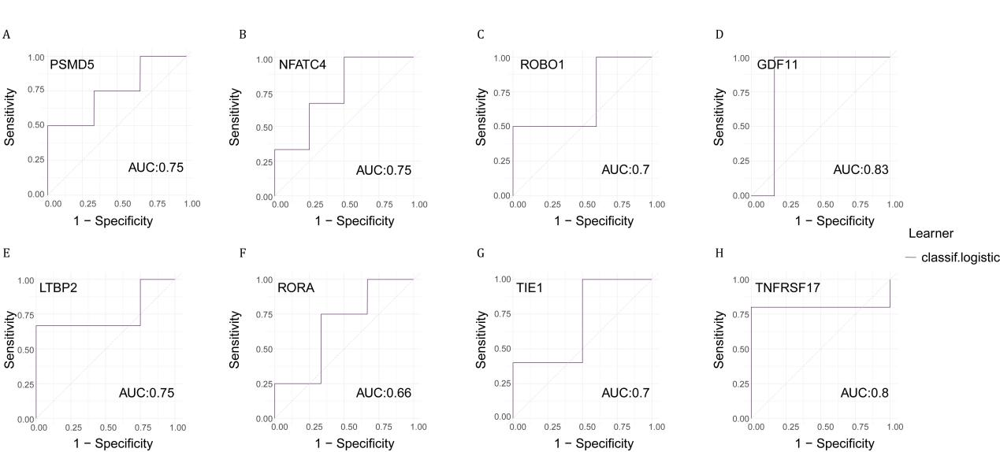 A
PSMD5
1.00
0.75
0.50
0.25
0.00
Sensitivity
AUC:0.75
0.00 0.25 0.50 0.75 1.00
1 − Specificity
B
NFATC4
1.00
0.75
0.50
0.25
0.00
Sensitivity
AUC:0.75
0.00 0.25 0.50 0.75 1.00
1 − Specificity
C
ROBO1
1.00
0.75
0.50
0.25
0.00
Sensitivity
AUC:0.7
0.00 0.25 0.50 0.75 1.00
1 − Specificity
D
GDF11
1.00
0.75
0.50
0.25
0.00
Sensitivity
AUC:0.83
0.00 0.25 0.50 0.75 1.00
1 − Specificity
Learner
classif.logistic
E
LTBP2
1.00
0.75
0.50
0.25
0.00
Sensitivity
AUC:0.75
0.00 0.25 0.50 0.75 1.00
1 − Specificity
F
RORA
1.00
0.75
0.50
0.25
0.00
Sensitivity
AUC:0.66
0.00 0.25 0.50 0.75 1.00
1 − Specificity
G
TIE1
1.00
0.75
0.50
0.25
0.00
Sensitivity
AUC:0.7
0.00 0.25 0.50 0.75 1.00
1 − Specificity
H
TNFRSF17
1.00
0.75
0.50
0.25
0.00
Sensitivity
AUC:0.8
0.00 0.25 0.50 0.75 1.00
1 − Specificity